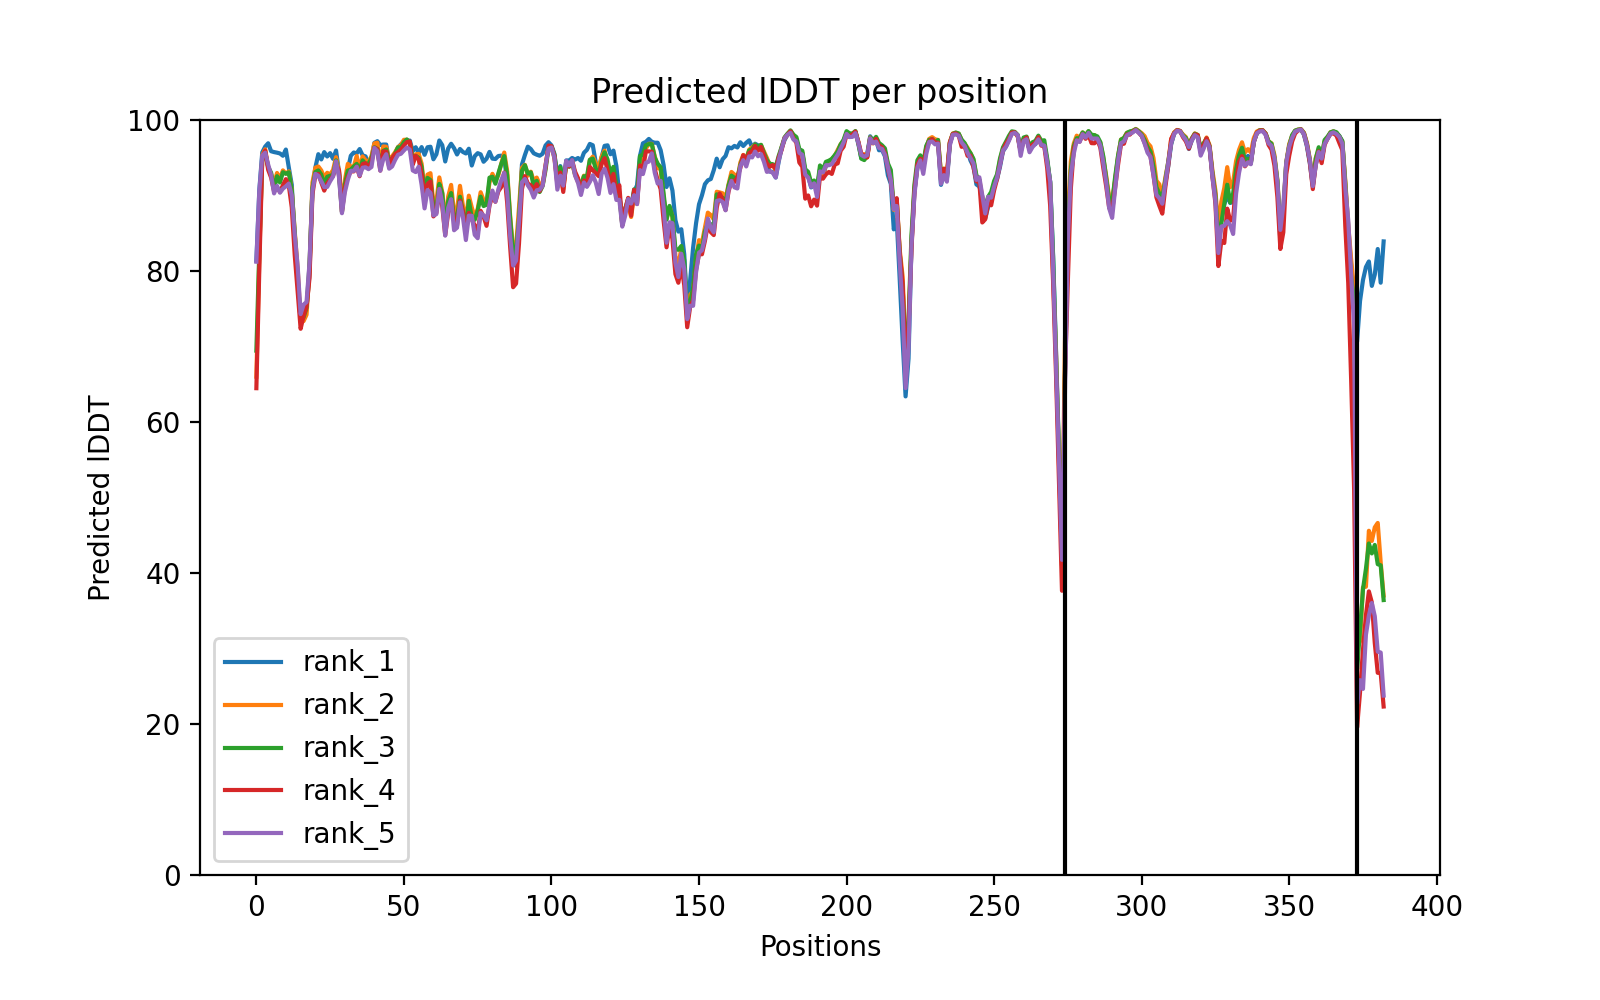 Predicted lDDT per position
100
80
60
40
20
0
Predicted lDDT
rank_1
rank_2
rank_3
rank_4
rank_5
0 50 100 150 200 250 300 350 400
Positions